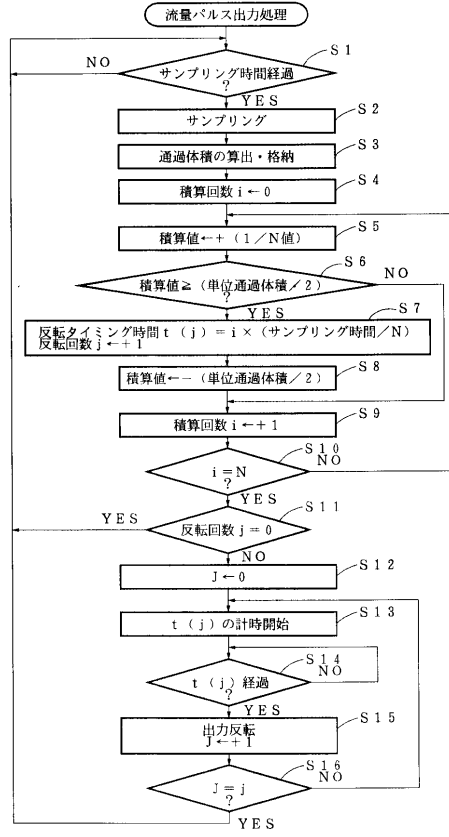 流量パルス出力処理
S1
NO
サンプリング時間経過
?
YES
S2
サンプリング
S3
通過体積の算出・格納
S4
積算回数i←0
S5
積算値←+(1/N値)
S6
積算値≧(単位通過体積/2)
?
NO
YES
S7
反転タイミング時間t(j)=i×(サンプリング時間/N)
反転回数j←+1
S8
積算値←-(単位通過体積/2)
S9
積算回数i←+1
S10
NO
i=N
?
YES
S11
YES
反転回数j=0
NO
S12
J←0
S13
t(j)の計時開始
S14
NO
t(j)経過
?
YES
S15
出力反転
J←+1
S16
NO
J=j
?
YES